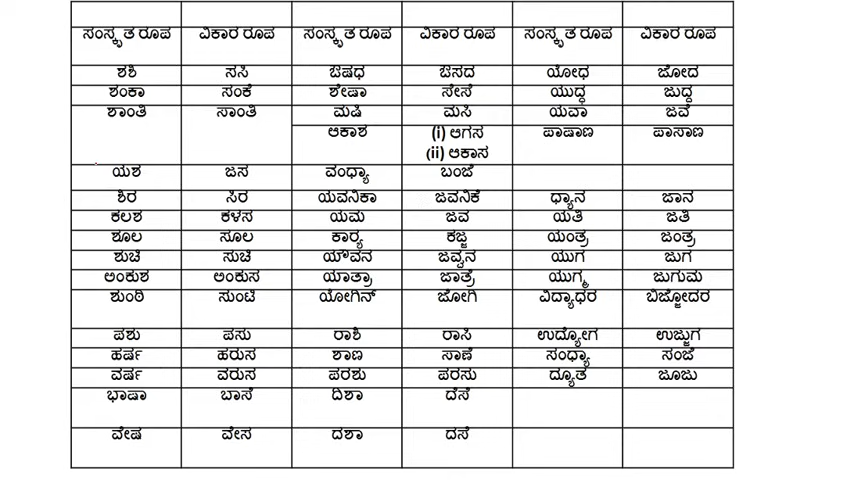 ಸಂಸ್ಕೃತ ರೂಪ ವಿಕಾರ ರೂಪ ಸಂಸ್ಕೃತ ರೂಪ ವಿಕಾರ ರೂಪ ಸಂಸ್ಕೃತ ರೂಪ ವಿಕಾರ ರೂಪ
ಶಶಿ ಸಸಿ ಔಷಧ ಔಸದ ಯೋಧ ಜೋದ
ಶಂಕಾ ಸಂಕೆ ಶೇಷಾ ಸೇಸೆ ಯುದ್ಧ ಜುದ್ದ
ಶಾಂತಿ ಸಾಂತಿ ಮಷಿ ಮಸಿ ಯವಾ ಜವೆ
ಆಕಾಶ (i) ಆಗಸ ಪಾಷಾಣ ಪಾಸಾಣ
(ii) ಆಕಾಸ
ಯಶ ಜಸ ವಂಧ್ಯಾ ಬಂಜೆ
ಶಿರ ಸಿರ ಯವನಿಕಾ ಜವನಿಕೆ ಧ್ಯಾನ ಜಾನ
ಕಲಶ ಕಳಸ ಯಮ ಜವ ಯತಿ ಜತಿ
ಶೂಲ ಸೂಲ ಕಾರ‍್ಯ ಕಜ್ಜ ಯಂತ್ರ ಜಂತ್ರ
ಶುಚಿ ಸುಚಿ ಯೌವನ ಜವ್ವನ ಯುಗ ಜುಗ
ಅಂಕುಶ ಅಂಕುಸ ಯಾತ್ರಾ ಜಾತ್ರೆ ಯುಗ್ಮ ಜುಗುಮ
ಶುಂಠಿ ಸುಂಟಿ ಯೋಗಿನ್ ಜೋಗಿ ವಿದ್ಯಾಧರ ಬಿಜ್ಜೋದರ
ಪಶು ಪಸು ರಾಶಿ ರಾಸಿ ಉದ್ಯೋಗ ಉಜ್ಜುಗ
ಹರ್ಷ ಹರುಸ ಶಾಣ ಸಾಣೆ ಸಂಧ್ಯಾ ಸಂಜೆ
ವರ್ಷ ವರುಸ ಪರಶು ಪರಸು ದ್ಯೂತ ಜೂಜು
ಭಾಷಾ ಬಾಸೆ ದಿಶಾ ದೆಸೆ
ವೇಷ ವೇಸ ದಶಾ ದಸೆ